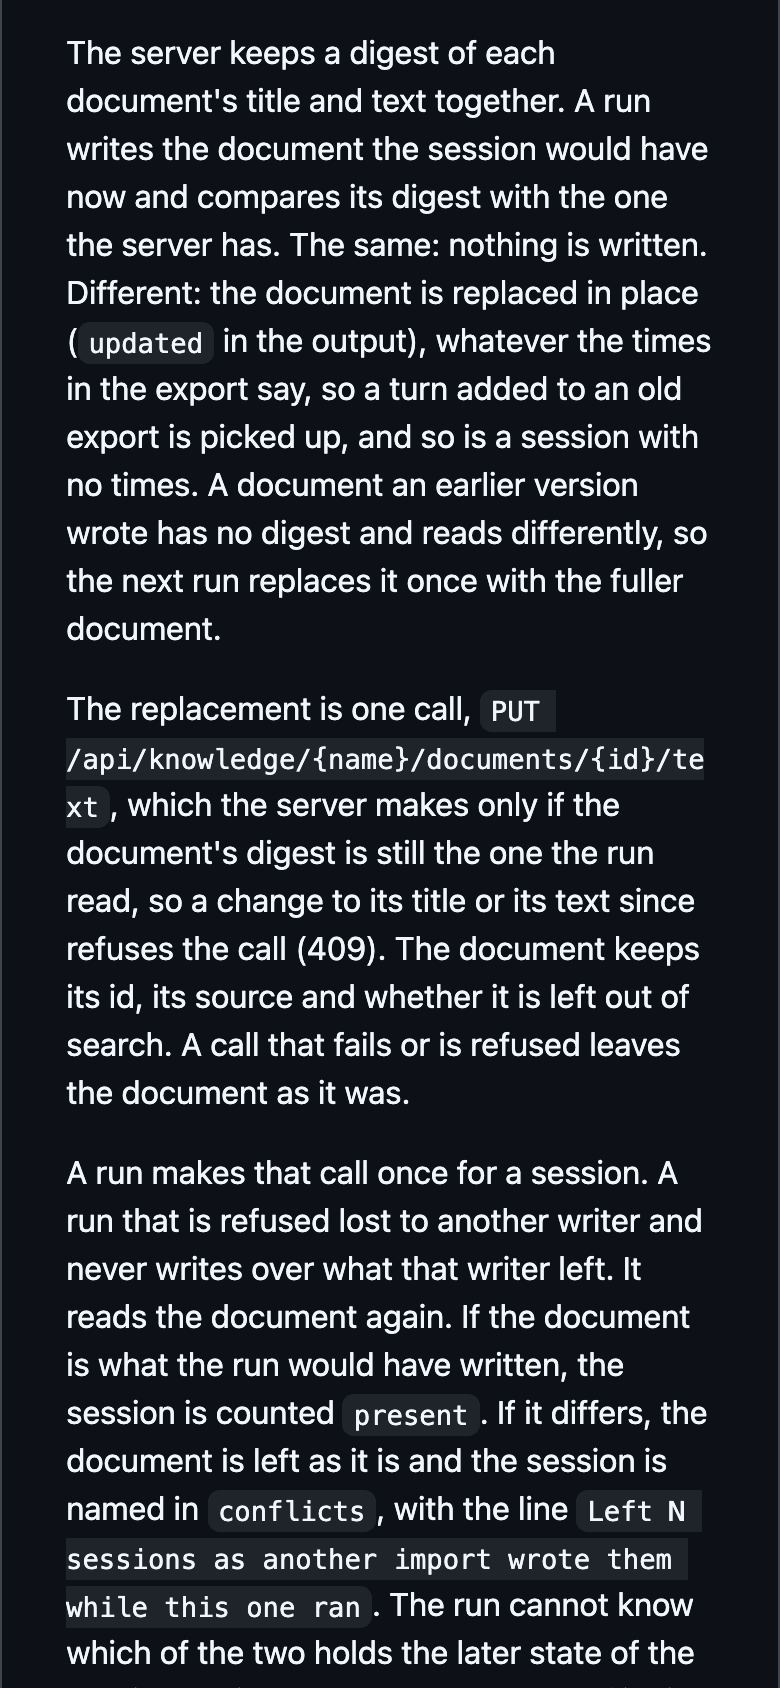 The server keeps a digest of each
document's title and text together. A run
writes the document the session would have
now and compares its digest with the one
the server has. The same: nothing is written.
Different: the document is replaced in place
( updated in the output), whatever the times
in the export say, so a turn added to an old
export is picked up, and so is a session with
no times. A document an earlier version
wrote has no digest and reads differently, so
the next run replaces it once with the fuller
document.
The replacement is one call, PUT
/api/knowledge/{name}/documents/{id}/te
xt , which the server makes only if the
document's digest is still the one the run
read, so a change to its title or its text since
refuses the call (409). The document keeps
its id, its source and whether it is left out of
search. A call that fails or is refused leaves
the document as it was.
A run makes that call once for a session. A
run that is refused lost to another writer and
never writes over what that writer left. It
reads the document again. If the document
is what the run would have written, the
session is counted present . If it differs, the
document is left as it is and the session is
named in conflicts , with the line Left N
sessions as another import wrote them
while this one ran . The run cannot know
which of the two holds the later state of the